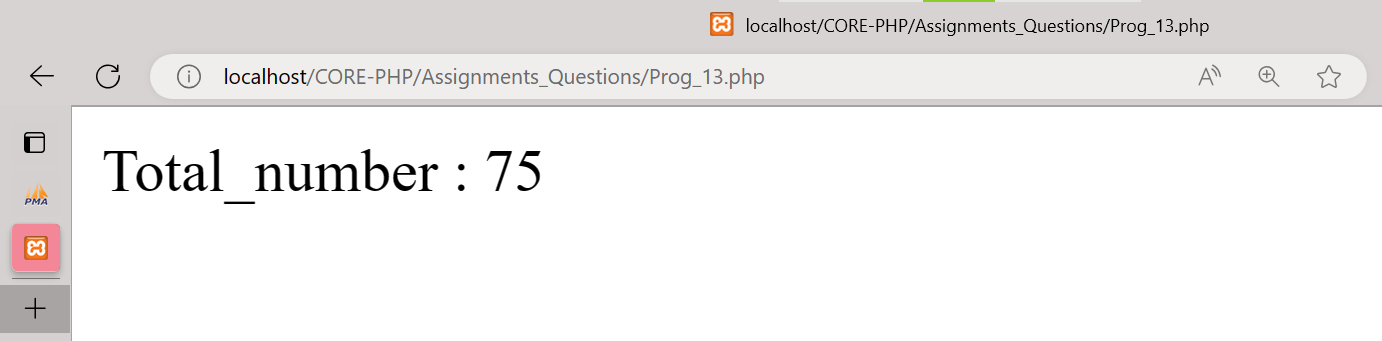 localhost/CORE-PHP/Assignments_Questions/Prog_13.php
localhost/CORE-PHP/Assignments_Questions/Prog_13.php
A
Total_number : 75
PMA